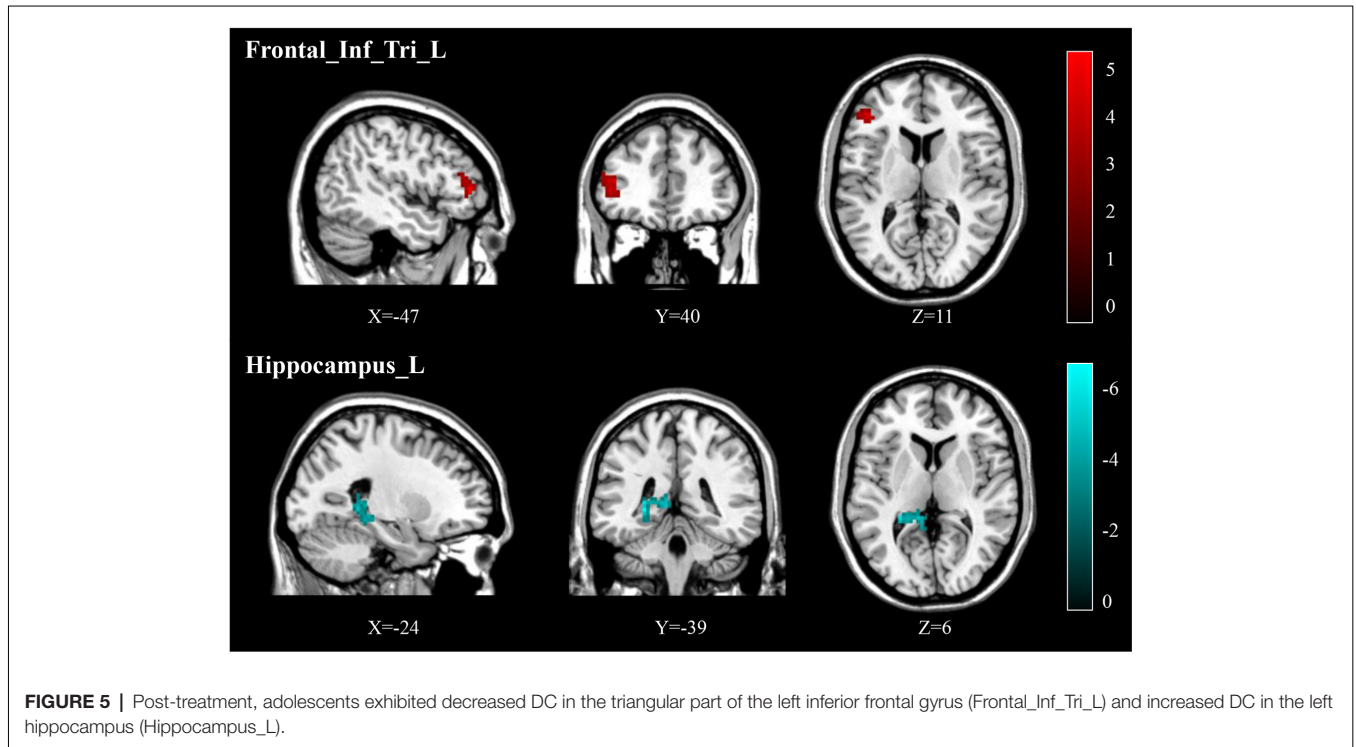 Frontal_Inf_Tri_L
5
4
3
2
1
0
X=-47
Y=40
Z=11
Hippocampus_L
-6
-4
-2
0
X=-24
Y=-39
Z=6
FIGURE 5 | Post-treatment, adolescents exhibited decreased DC in the triangular part of the left inferior frontal gyrus (Frontal_Inf_Tri_L) and increased DC in the left
hippocampus (Hippocampus_L).